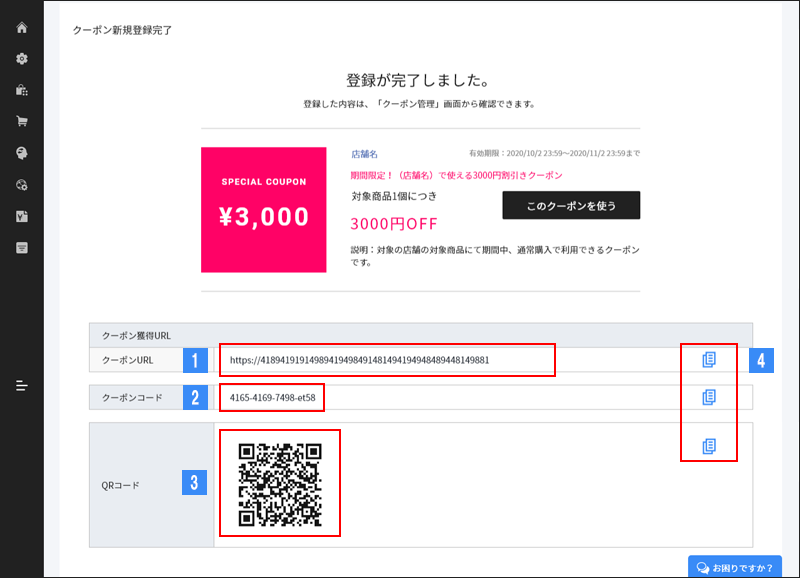 クーポン新規登録完了
登録が完了しました。
登録した内容は、「クーポン管理」画面から確認できます。
SPECIAL COUPON
¥3,000
店舗名
有効期限：2020/10/2 23:59～2020/11/2 23:59まで
期間限定！（店舗名）で使える3000円割引きクーポン
対象商品1個につき
3000円OFF
このクーポンを使う
説明：対象の店舗の対象商品にて期間中、通常購入で利用できるクーポン
です。
クーポン獲得URL
クーポンURL
1
https://41894191914989419498491481494194948489448149881
4
クーポンコード
2
4165-4169-7498-et58
QRコード
3
お困りですか？